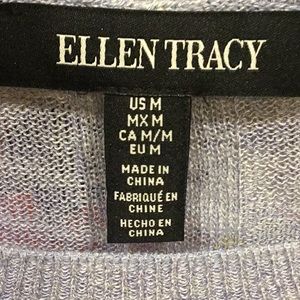 ELLEN TRACY
US M
MX M
CA M/M
EU M
MADE IN
CHINA
FABRIQUÉ EN
CHINE
HECHO EN
CHINA